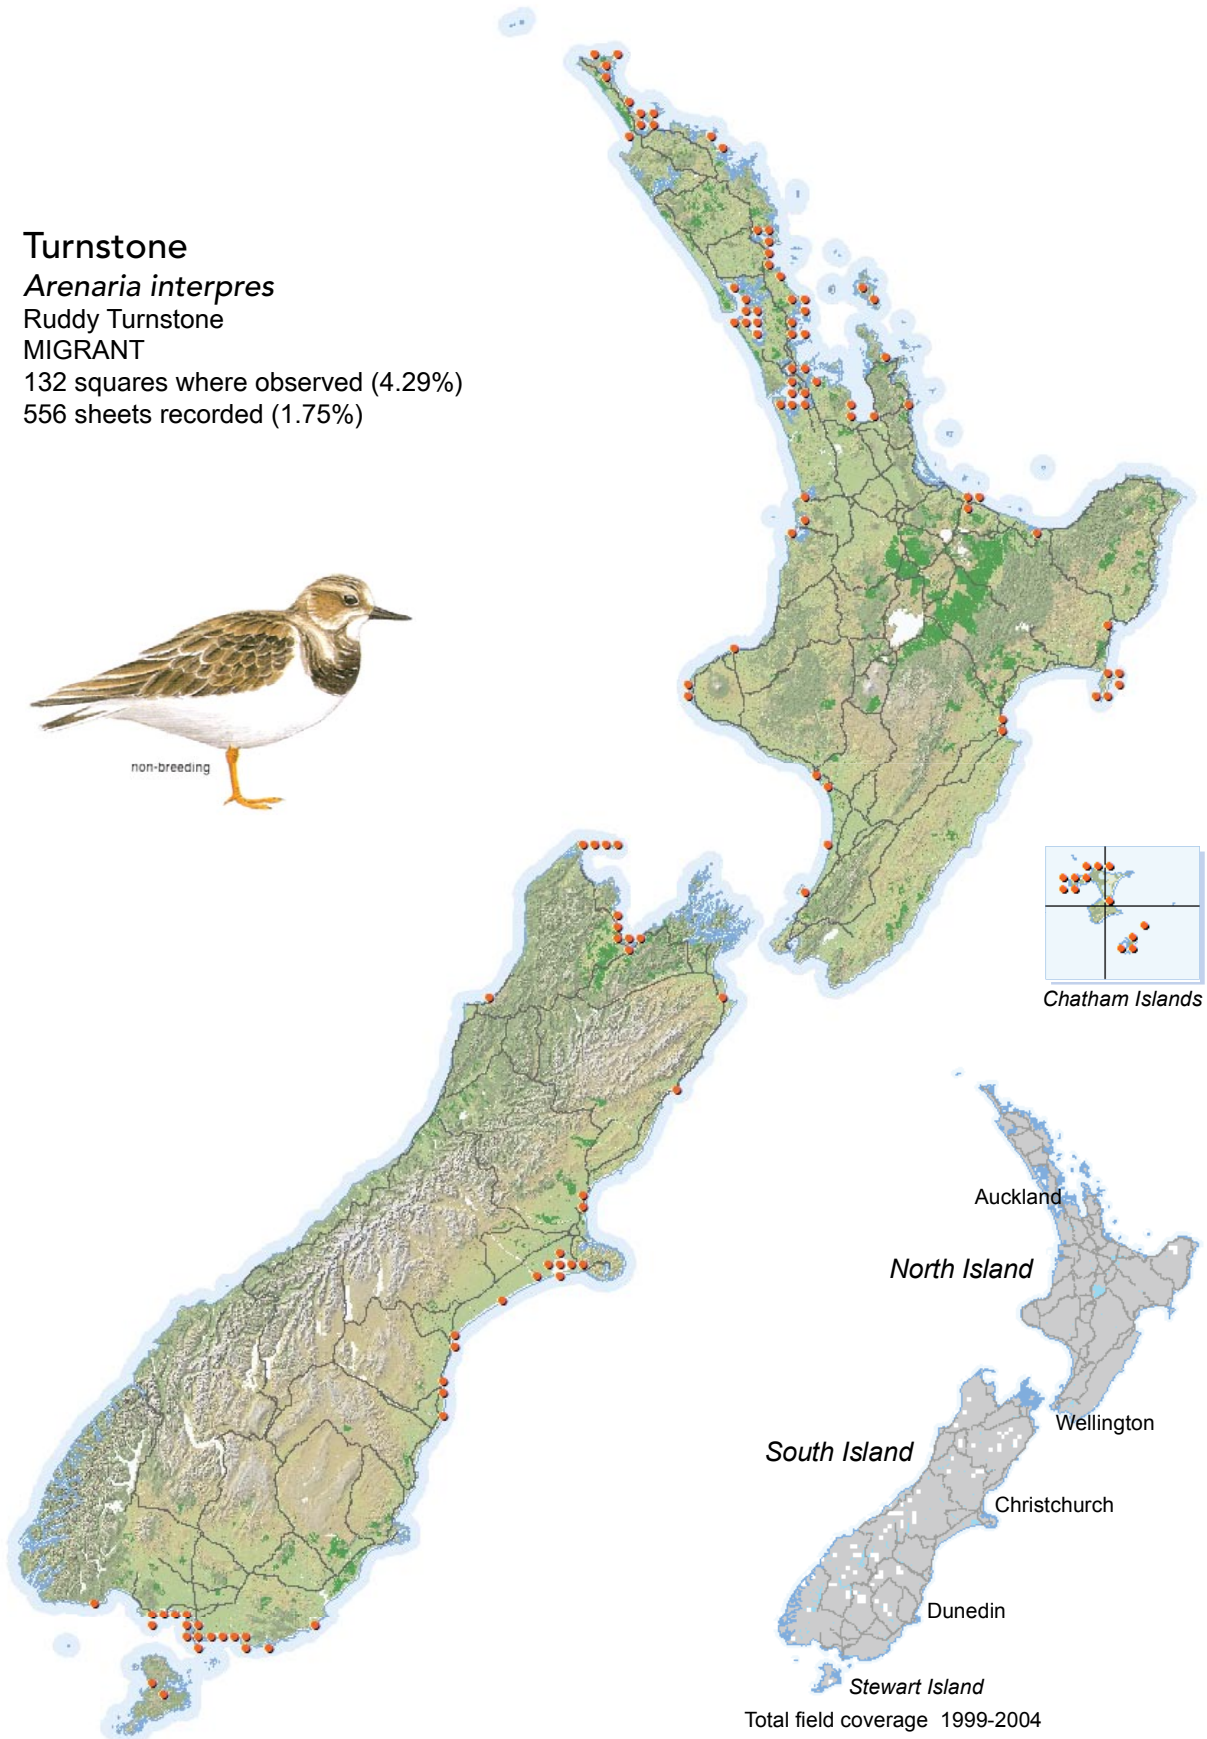 Turnstone
Arenaria interpres
Ruddy Turnstone
MIGRANT
132 squares where observed (4.29%)
556 sheets recorded (1.75%)
non-breeding
Chatham Islands
Auckland
North Island
Wellington
South Island
Christchurch
Dunedin
Stewart Island
Total field coverage 1999-2004